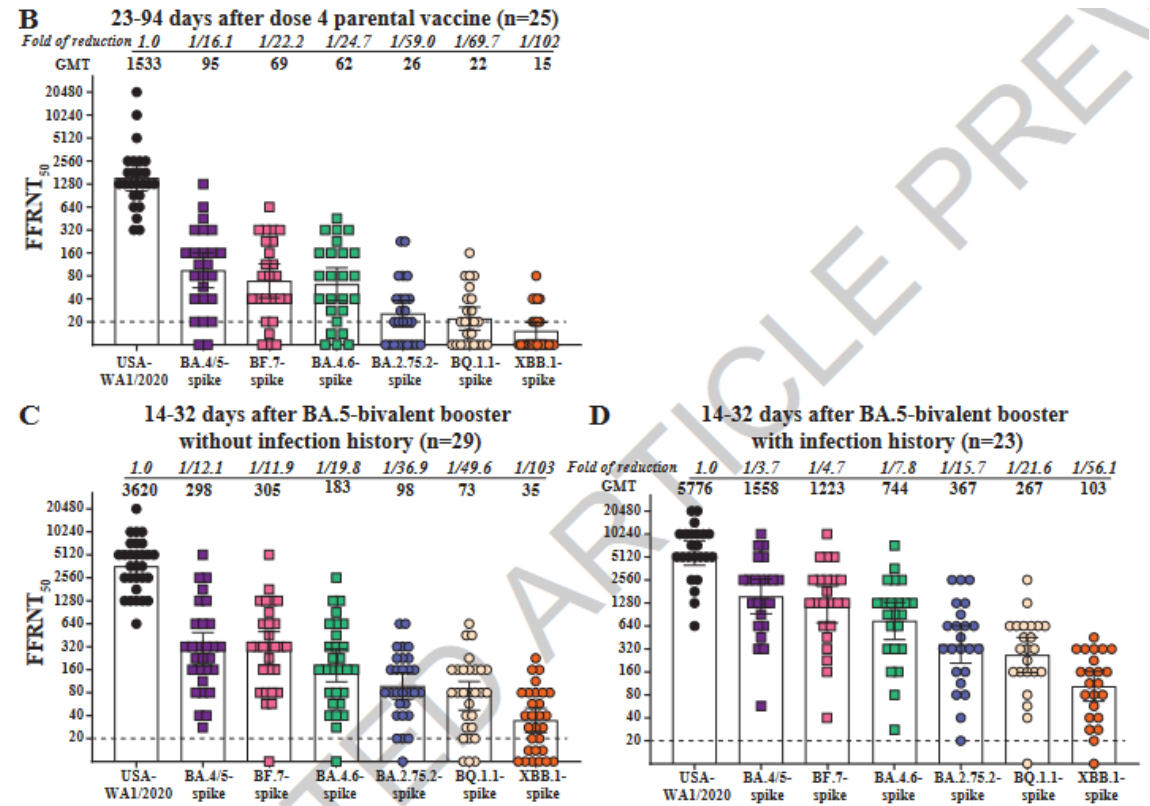 B 23-94 days after dose 4 parental vaccine (n=25)
Fold of reduction 1.0 1/16.1 1/22.2 1/24.7 1/59.0 1/69.7 1/102
GMT 1533 95 69 62 26 22 15
FFRNT50
20480
10240
5120
2560
1280
640
320
160
80
40
20
USA- BA.4/5- BF.7- BA.4.6- BA.2.75.2- BQ.1.1- XBB.1-
WA1/2020 spike spike spike spike spike spike
C 14-32 days after BA.5-bivalent booster
without infection history (n=29)
1.0 1/12.1 1/11.9 1/19.8 1/36.9 1/49.6 1/103
3620 298 305 183 98 73 35
FFRNT50
20480
10240
5120
2560
1280
640
320
160
80
40
20
USA- BA.4/5- BF.7- BA.4.6- BA.2.75.2- BQ.1.1- XBB.1-
WA1/2020 spike spike spike spike spike spike
D 14-32 days after BA.5-bivalent booster
with infection history (n=23)
Fold of reduction 1.0 1/3.7 1/4.7 1/7.8 1/15.7 1/21.6 1/56.1
GMT 5776 1558 1223 744 367 267 103
20480
10240
5120
2560
1280
640
320
160
80
40
20
USA- BA.4/5- BF.7- BA.4.6- BA.2.75.2- BQ.1.1- XBB.1-
WA1/2020 spike spike spike spike spike spike
TED ARTICLE PREV